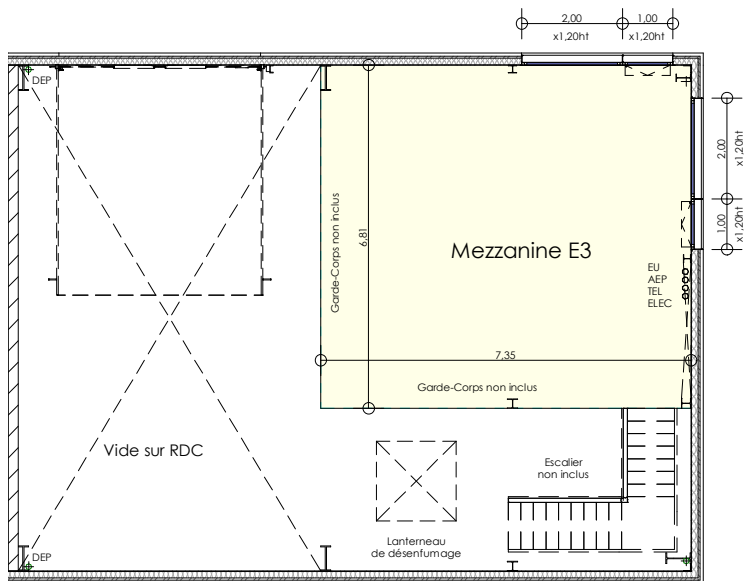 2,00
1,00
x1,20ht
x1,20ht
DEP
2,00
x1,20ht
1,00
x1,20ht
Garde-Corps non inclus
6,81
Mezzanine E3
EU
AEP
TEL
ELEC
7,35
Garde-Corps non inclus
Vide sur RDC
Escalier
non inclus
Lanterneau
de désenfumage
DEP